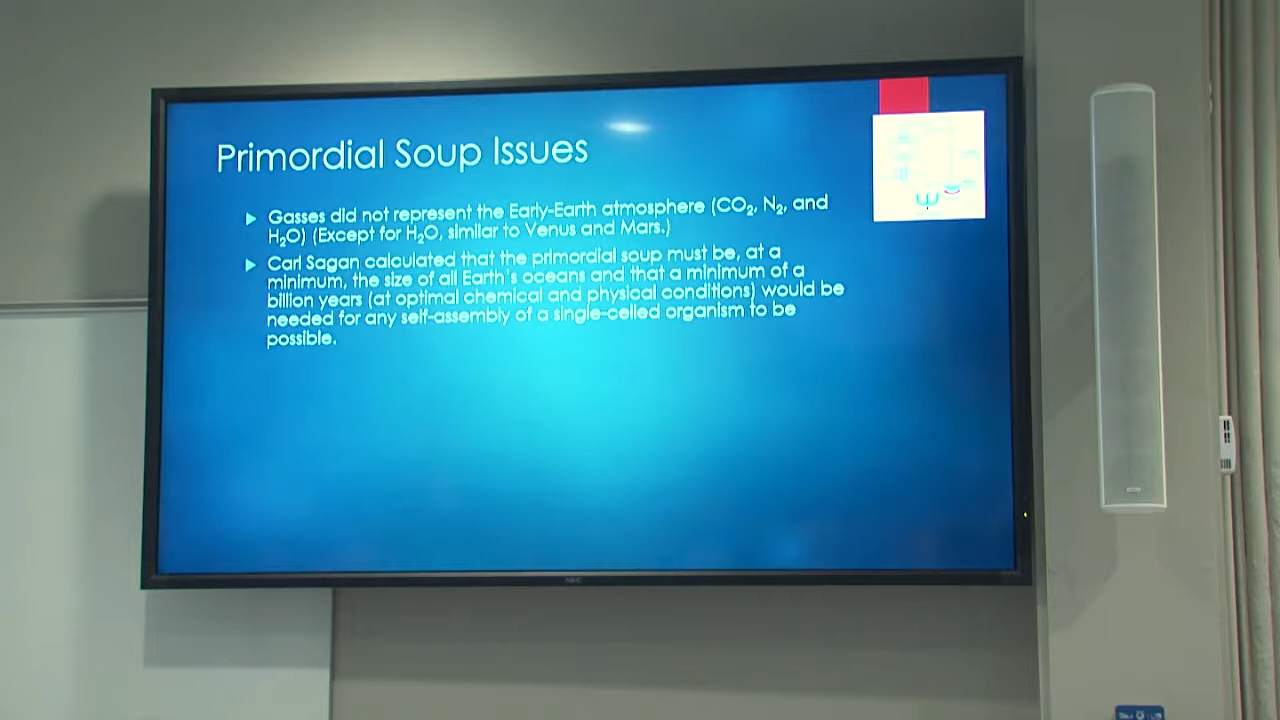 Primordial Soup Issues
Gasses did not represent the Early-Earth atmosphere (CO₂, N₂, and
H₂O) (Except for H₂O, similar to Venus and Mars.)
Carl Sagan calculated that the primordial soup must be, at a
minimum, the size of all Earth's oceans and that a minimum of a
billion years (at optimal chemical and physical conditions) would be
needed for any self-assembly of a single-celled organism to be
possible.
NEC